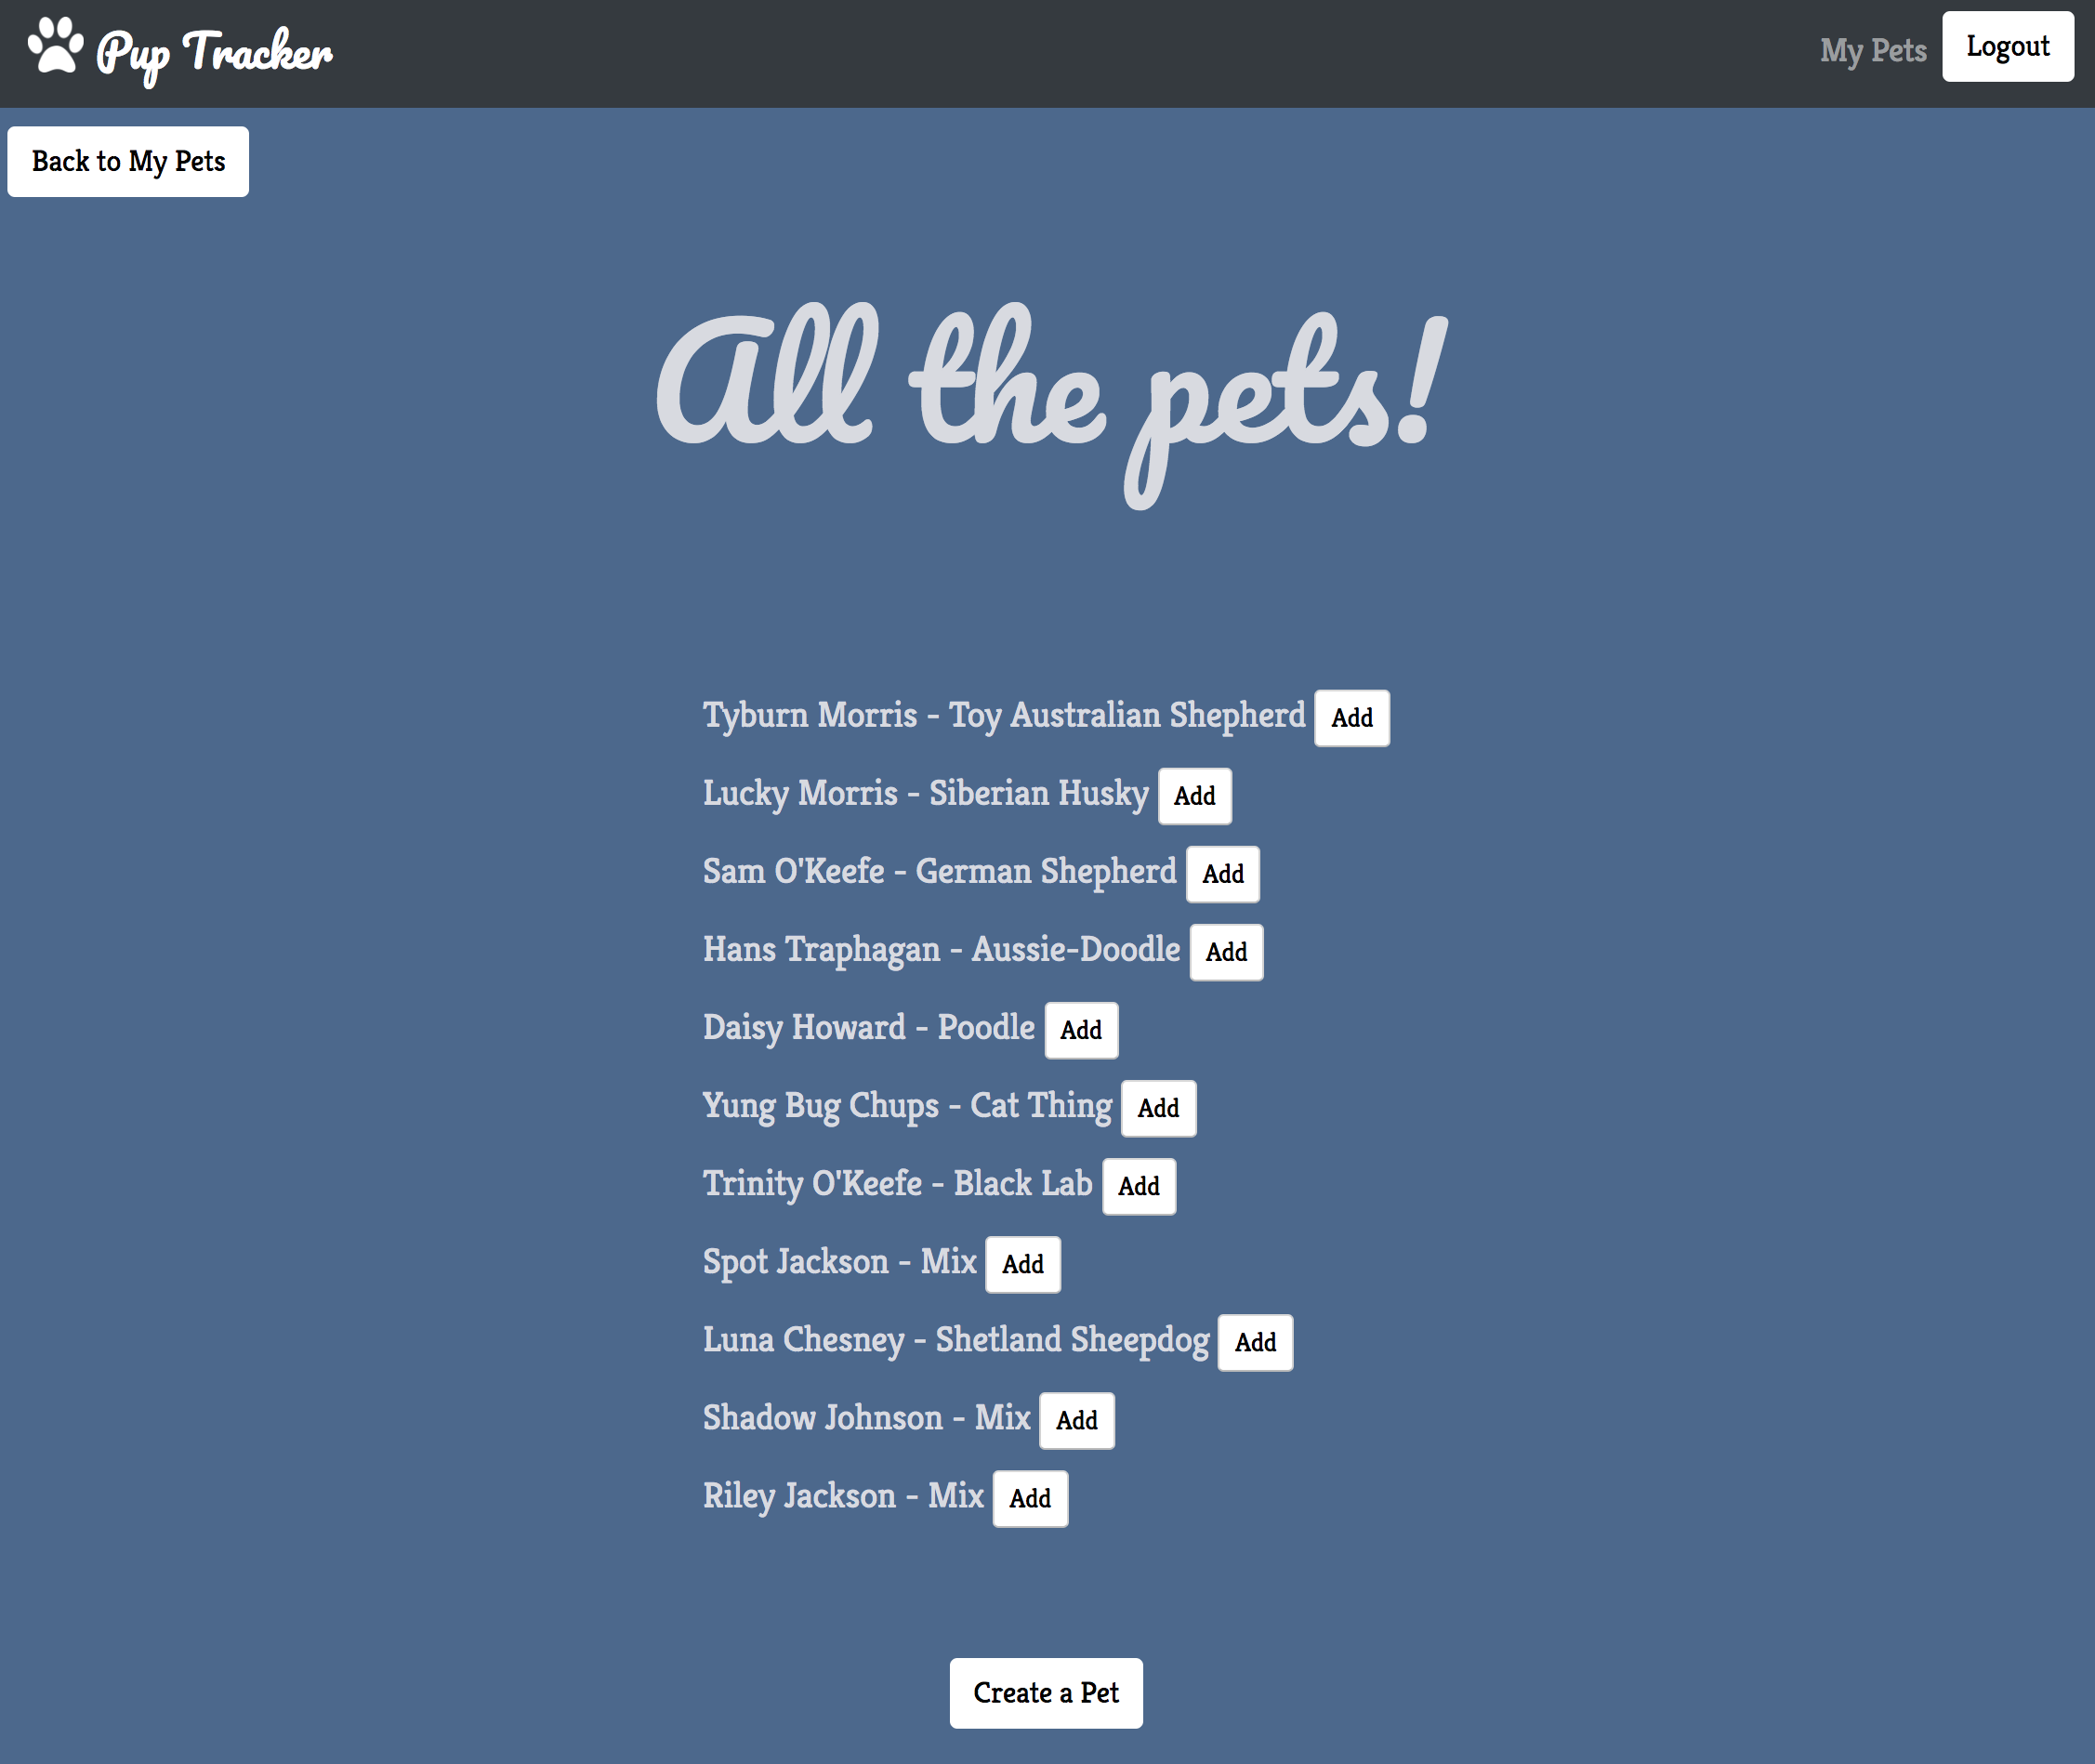 Pup Tracker
My Pets Logout
Back to My Pets
All the pets!
Tyburn Morris - Toy Australian Shepherd Add
Lucky Morris - Siberian Husky Add
Sam O'Keefe - German Shepherd Add
Hans Traphagan - Aussie-Doodle Add
Daisy Howard - Poodle Add
Yung Bug Chups - Cat Thing Add
Trinity O'Keefe - Black Lab Add
Spot Jackson - Mix Add
Luna Chesney - Shetland Sheepdog Add
Shadow Johnson - Mix Add
Riley Jackson - Mix Add
Create a Pet